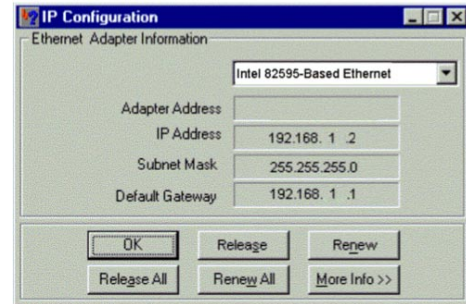 IP Configuration
Ethernet Adapter Information
Intel 82595-Based Ethernet
Adapter Address
IP Address 192.168. 1 .2
Subnet Mask 255.255.255.0
Default Gateway 192.168. 1 .1
OK Release Renew
Release All Renew All More Info >>